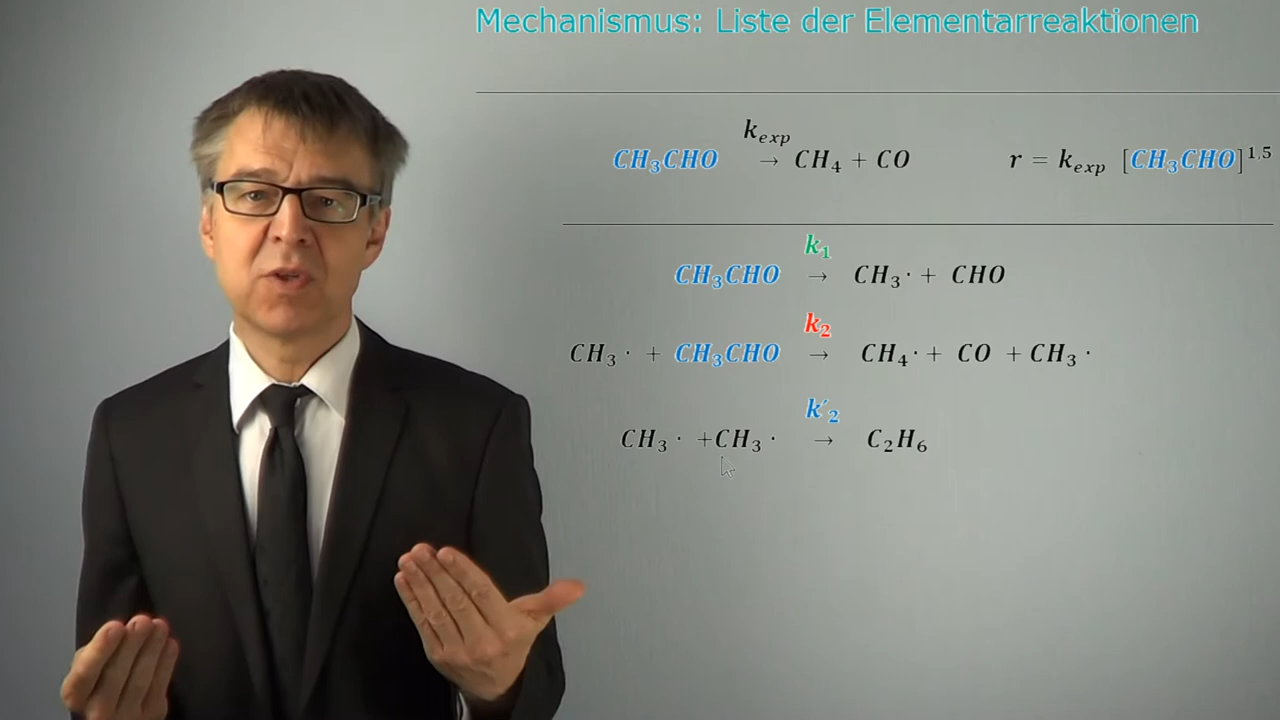 Mechanismus: Liste der Elementarreaktionen
k_exp
CH₃CHO → CH₄ + CO r = k_exp [CH₃CHO]^1,5
k₁
CH₃CHO → CH₃· + CHO
k₂
CH₃· + CH₃CHO → CH₄· + CO + CH₃·
k´₂
CH₃· +CH₃· → C₂H₆